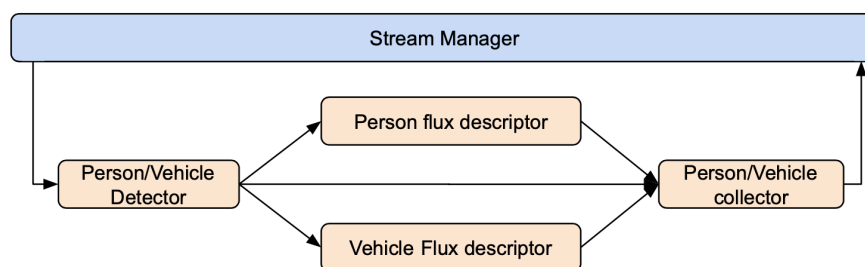 Stream Manager
Person flux descriptor
Person/Vehicle
Detector
Person/Vehicle
collector
Vehicle Flux descriptor